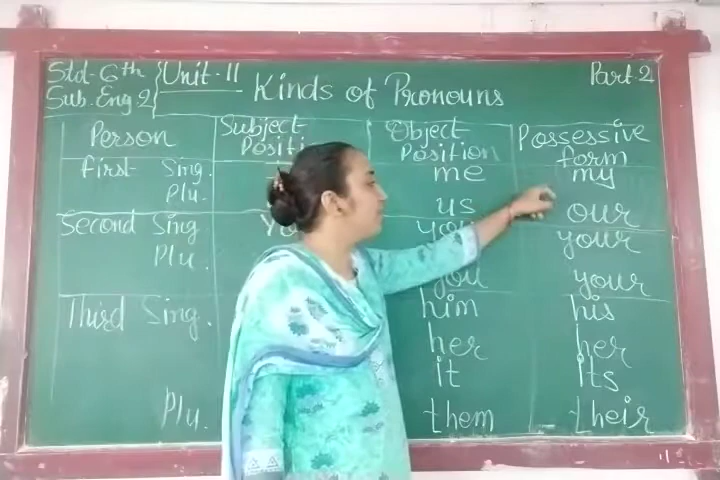 Std-6th
Sub. Eng 2
Unit-11
Kinds of Pronouns
Part-2
Person
Subject
Object
Position
Possessive
form
First Sing. me my
Plu. us our
Second Sing your
Plu. you your
Third Sing. him his
her her
it its
Plu. them their